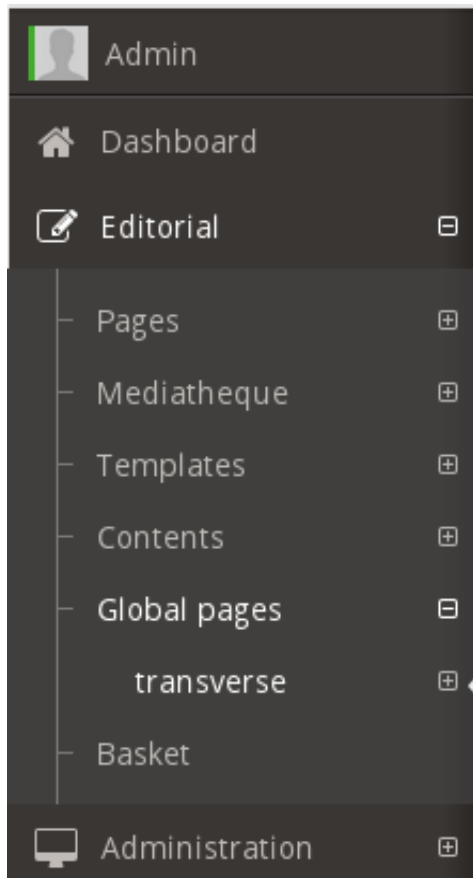 Admin
Dashboard
Editorial
Pages
Mediatheque
Templates
Contents
Global pages
transverse
Basket
Administration